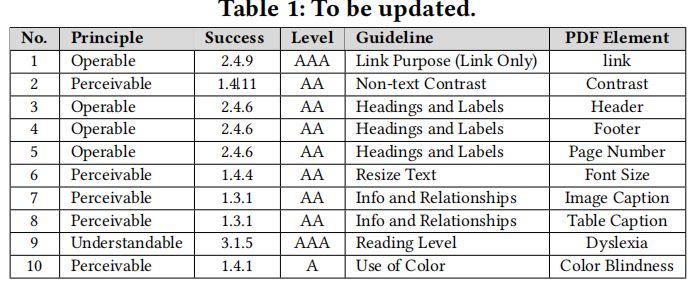 Table 1: To be updated.
No. Principle Success Level Guideline PDF Element
1 Operable 2.4.9 AAA Link Purpose (Link Only) link
2 Perceivable 1.4.11 AA Non-text Contrast Contrast
3 Operable 2.4.6 AA Headings and Labels Header
4 Operable 2.4.6 AA Headings and Labels Footer
5 Operable 2.4.6 AA Headings and Labels Page Number
6 Perceivable 1.4.4 AA Resize Text Font Size
7 Perceivable 1.3.1 AA Info and Relationships Image Caption
8 Perceivable 1.3.1 AA Info and Relationships Table Caption
9 Understandable 3.1.5 AAA Reading Level Dyslexia
10 Perceivable 1.4.1 A Use of Color Color Blindness